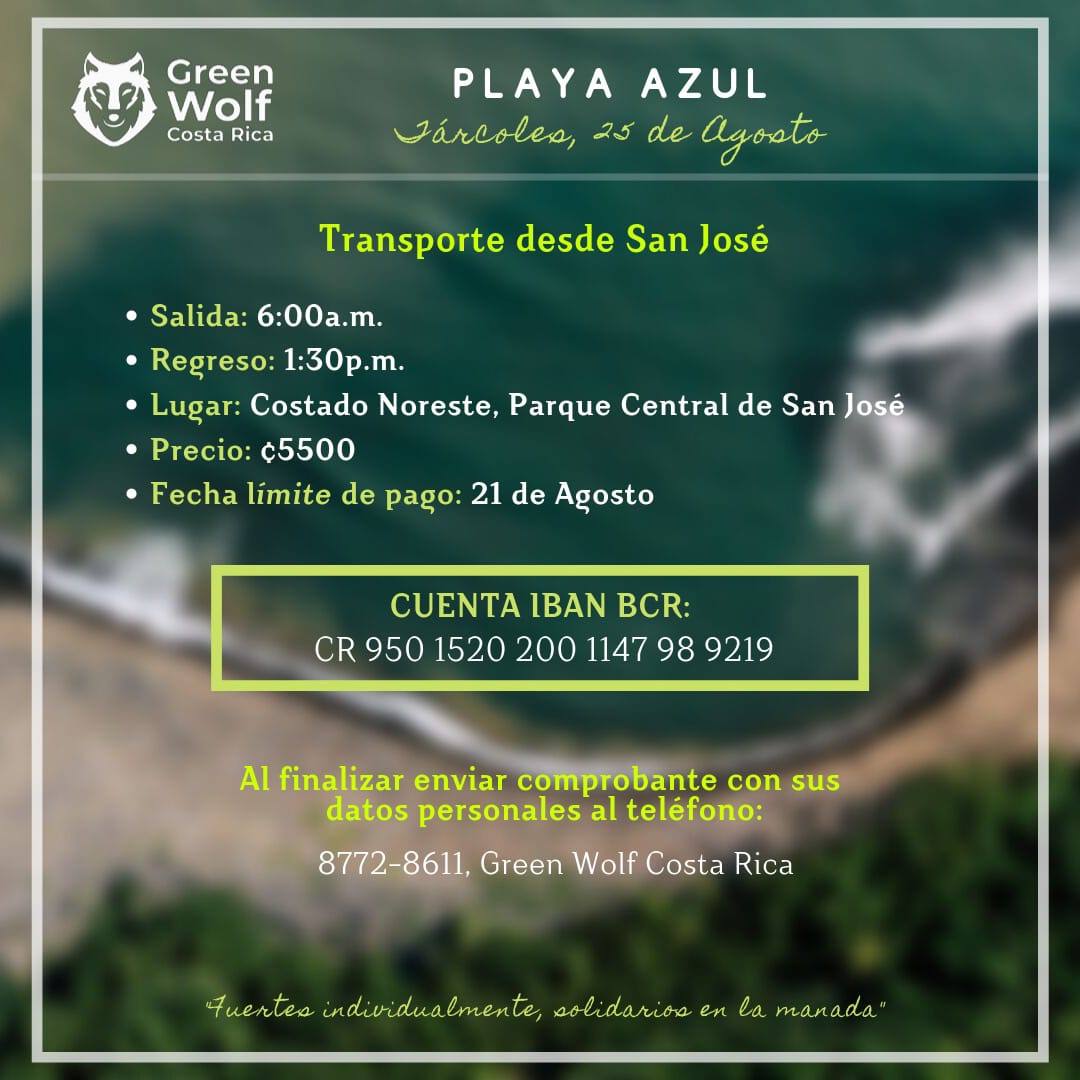 Green
Wolf
Costa Rica
PLAYA AZUL
Tárcoles, 25 de Agosto
Transporte desde San José
• Salida: 6:00a.m.
• Regreso: 1:30p.m.
• Lugar: Costado Noreste, Parque Central de San José
• Precio: ¢5500
• Fecha límite de pago: 21 de Agosto
CUENTA IBAN BCR:
CR 950 1520 200 1147 98 9219
Al finalizar enviar comprobante con sus
datos personales al teléfono:
8772-8611, Green Wolf Costa Rica
"Fuertes individualmente, solidarios en la manada"